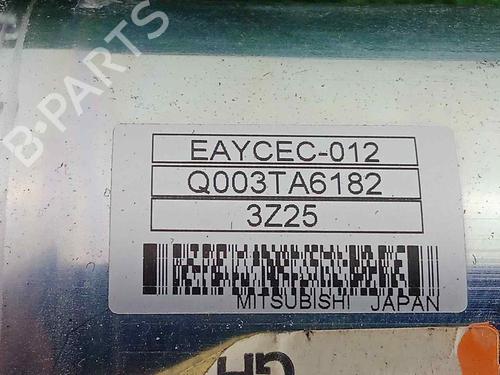 B-PARTS
EAYCEC-012
Q003TA6182
3Z25
MITSUBISHI JAPAN